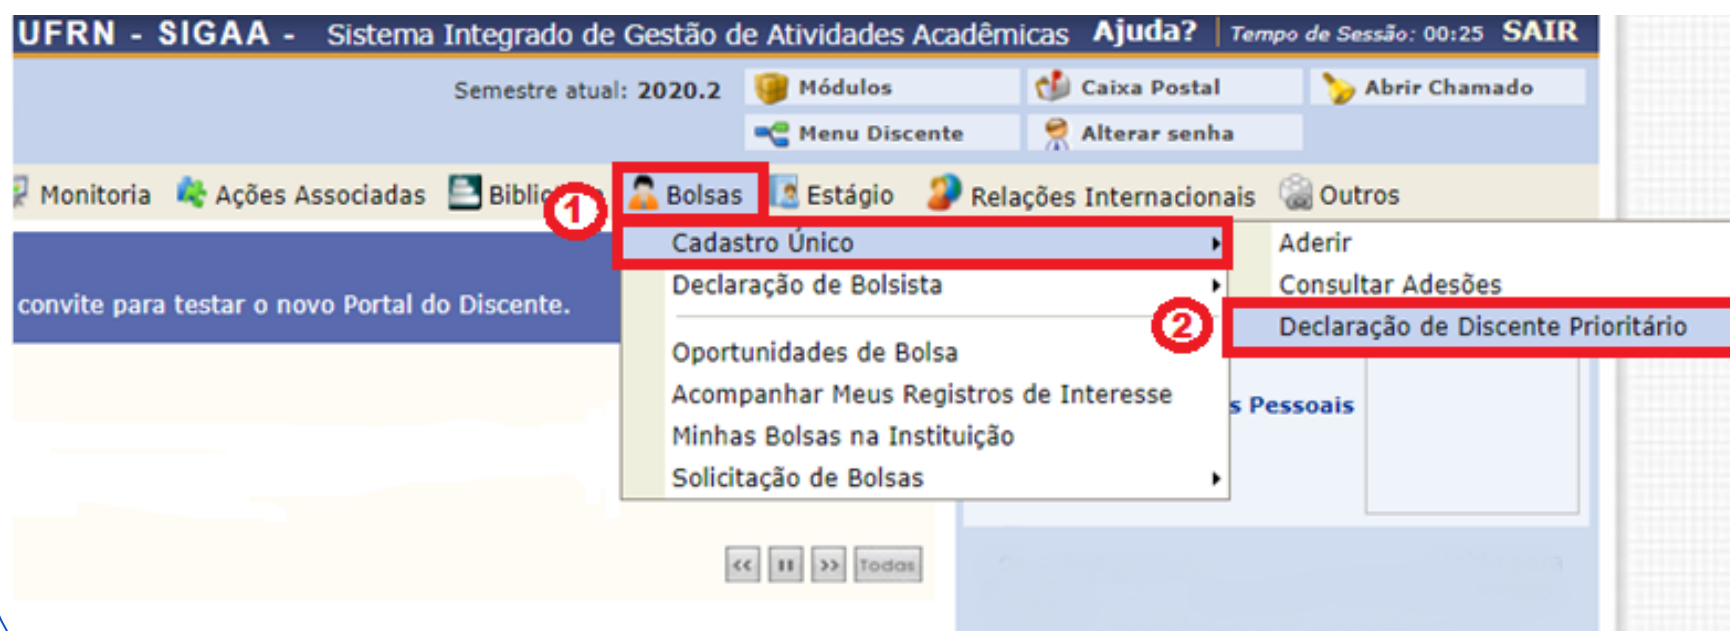 UFRN - SIGAA - Sistema Integrado de Gestão de Atividades Acadêmicas Ajuda? | Tempo de Sessão: 00:25 SAIR
Semestre atual: 2020.2 Módulos Caixa Postal Abrir Chamado
Menu Discente Alterar senha
Monitoria Ações Associadas Bolsas Estágio Relações Internacionais Outros
1
Cadastro Único Aderir
convite para testar o novo Portal do Discente. Declaração de Bolsista Consultar Adesões
2 Declaração de Discente Prioritário
Oportunidades de Bolsa
Acompanhar Meus Registros de Interesse Pessoais
Minhas Bolsas na Instituição
Solicitação de Bolsas
<< II >> Todas